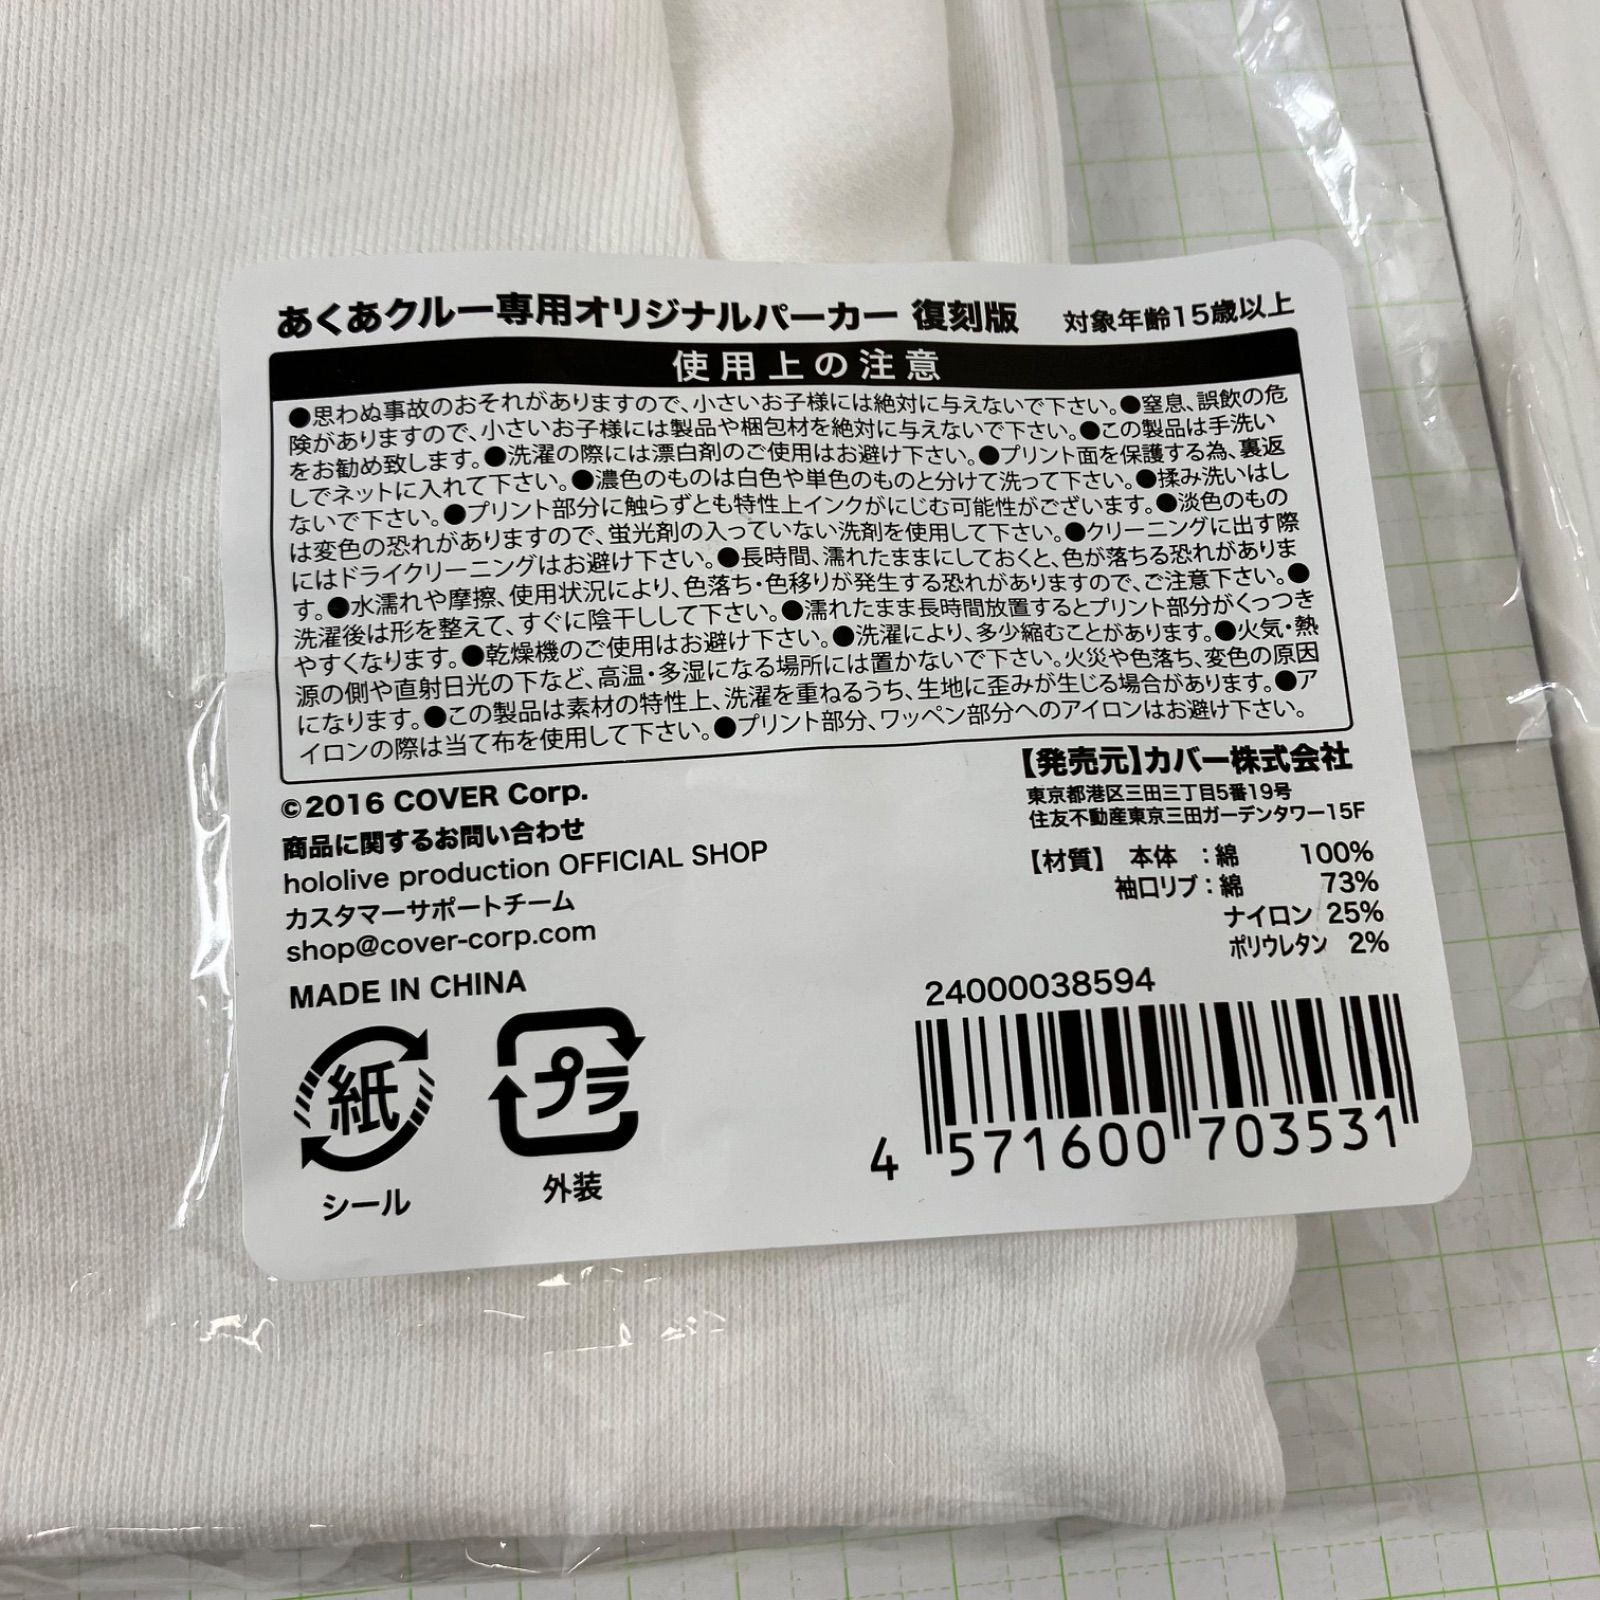 あくあクルー専用オリジナルパーカー 復刻版 対象年齢15歳以上
使用上の注意
●思わぬ事故のおそれがありますので、小さいお子様には絶対に与えないで下さい。●窒息、誤飲の危
険がありますので、小さいお子様には製品や梱包材を絶対に与えないで下さい。●この製品は手洗い
をお勧め致します。●洗濯の際には漂白剤のご使用はお避け下さい。●プリント面を保護する為、裏返
しでネットに入れて下さい。●濃色のものは白色や単色のものと分けて洗って下さい。●揉み洗いはし
ないで下さい。●プリント部分に触らずとも特性上インクがにじむ可能性がございます。●淡色のもの
は変色の恐れがありますので、蛍光剤の入っていない洗剤を使用して下さい。●クリーニングに出す際
にはドライクリーニングはお避け下さい。●長時間、濡れたままにしておくと、色が落ちる恐れがありま
す。●水濡れや摩擦、使用状況により、色落ち・色移りが発生する恐れがありますので、ご注意下さい。●
洗濯後は形を整えて、すぐに陰干しして下さい。●濡れたまま長時間放置するとプリント部分がくっつき
やすくなります。●乾燥機のご使用はお避け下さい。●洗濯により、多少縮むことがあります。●火気・熱
源の側や直射日光の下など、高温・多湿になる場所には置かないで下さい。火災や色落ち、変色の原因
になります。●この製品は素材の特性上、洗濯を重ねるうち、生地に歪みが生じる場合があります。●ア
イロンの際は当て布を使用して下さい。●プリント部分、ワッペン部分へのアイロンはお避け下さい。
©2016 COVER Corp.
商品に関するお問い合わせ
hololive production OFFICIAL SHOP
カスタマーサポートチーム
shop@cover-corp.com
MADE IN CHINA
【発売元】カバー株式会社
東京都港区三田三丁目5番19号
住友不動産東京三田ガーデンタワー15F
【材質】 本体 ：綿 100%
袖口リブ：綿 73%
ナイロン 25%
ポリウレタン 2%
紙
シール
プラ
外装
24000038594
4 571600 703531